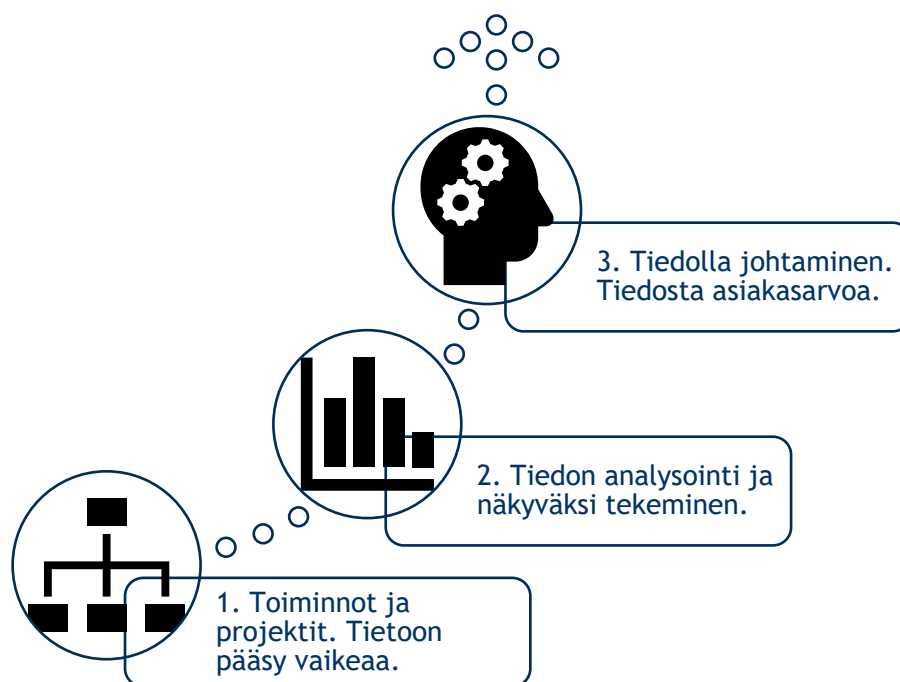 3. Tiedolla johtaminen.
Tiedosta asiakasarvoa.
2. Tiedon analysointi ja
näkyväksi tekeminen.
1. Toiminnot ja
projektit. Tietoon
pääsy vaikeaa.